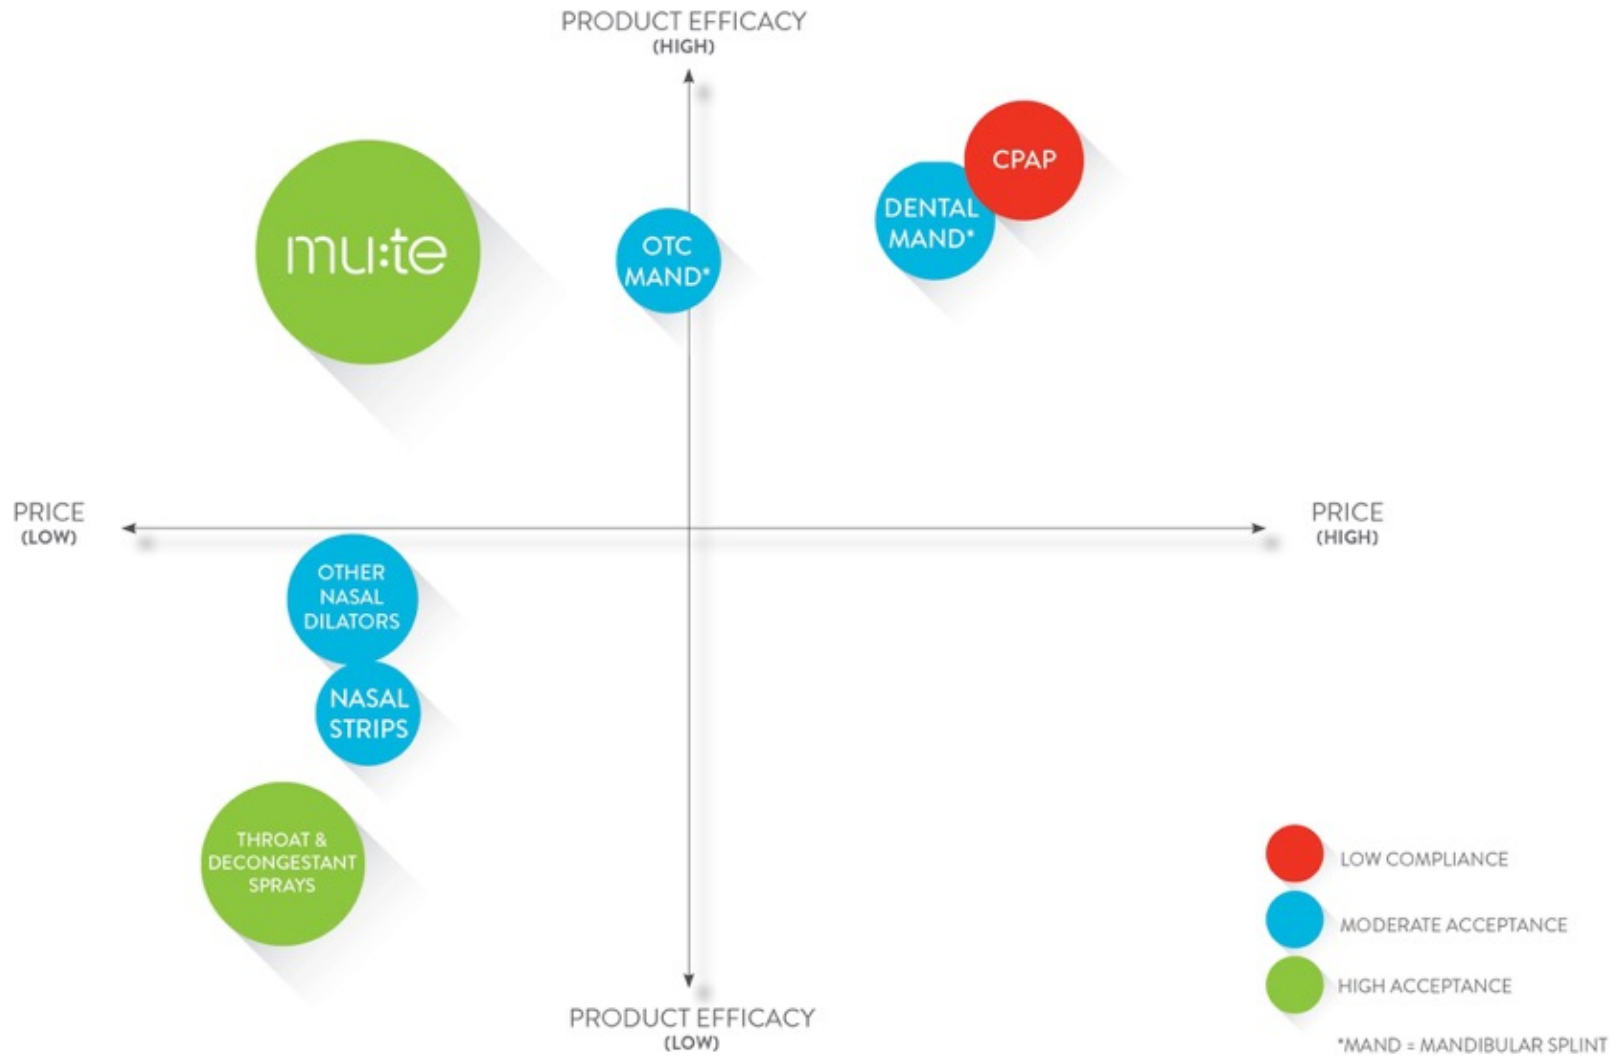 PRODUCT EFFICACY
(HIGH)
CPAP
DENTAL
MAND*
mu:te
OTC
MAND*
PRICE
(LOW)
PRICE
(HIGH)
OTHER
NASAL
DILATORS
NASAL
STRIPS
THROAT &
DECONGESTANT
SPRAYS
LOW COMPLIANCE
MODERATE ACCEPTANCE
HIGH ACCEPTANCE
PRODUCT EFFICACY
(LOW)
*MAND = MANDIBULAR SPLINT